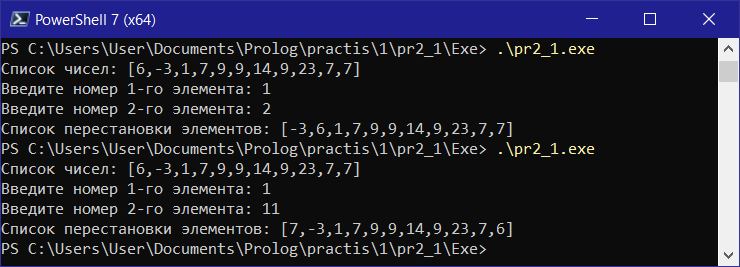 PowerShell 7 (x64)
PS C:\Users\User\Documents\Prolog\practis\1\pr2_1\Exe> .\pr2_1.exe
Список чисел: [6,-3,1,7,9,9,14,9,23,7,7]
Введите номер 1-го элемента: 1
Введите номер 2-го элемента: 2
Список перестановки элементов: [-3,6,1,7,9,9,14,9,23,7,7]
PS C:\Users\User\Documents\Prolog\practis\1\pr2_1\Exe> .\pr2_1.exe
Список чисел: [6,-3,1,7,9,9,14,9,23,7,7]
Введите номер 1-го элемента: 1
Введите номер 2-го элемента: 11
Список перестановки элементов: [7,-3,1,7,9,9,14,9,23,7,6]
PS C:\Users\User\Documents\Prolog\practis\1\pr2_1\Exe>